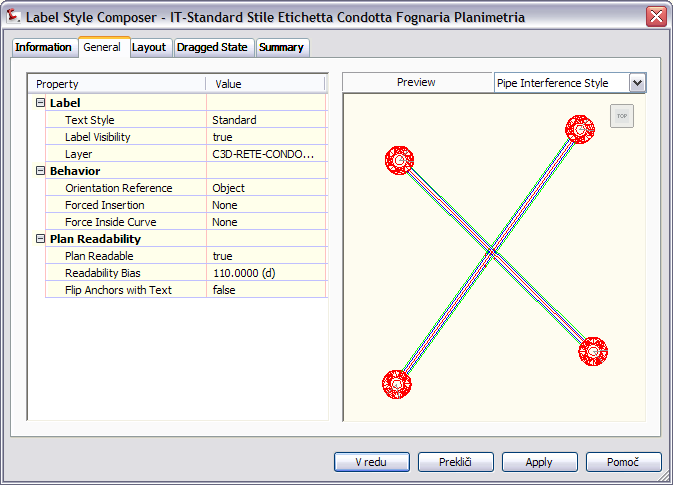 Label Style Composer - IT-Standard Stile Etichetta Condotta Fognaria Planimetria
Information General Layout Dragged State Summary
Property Value
Label
Text Style Standard
Label Visibility true
Layer C3D-RETE-CONDO...
Behavior
Orientation Reference Object
Forced Insertion None
Force Inside Curve None
Plan Readability
Plan Readable true
Readability Bias 110.0000 (d)
Flip Anchors with Text false
Preview Pipe Interference Style
TOP
V redu Prekliči Apply Pomoč